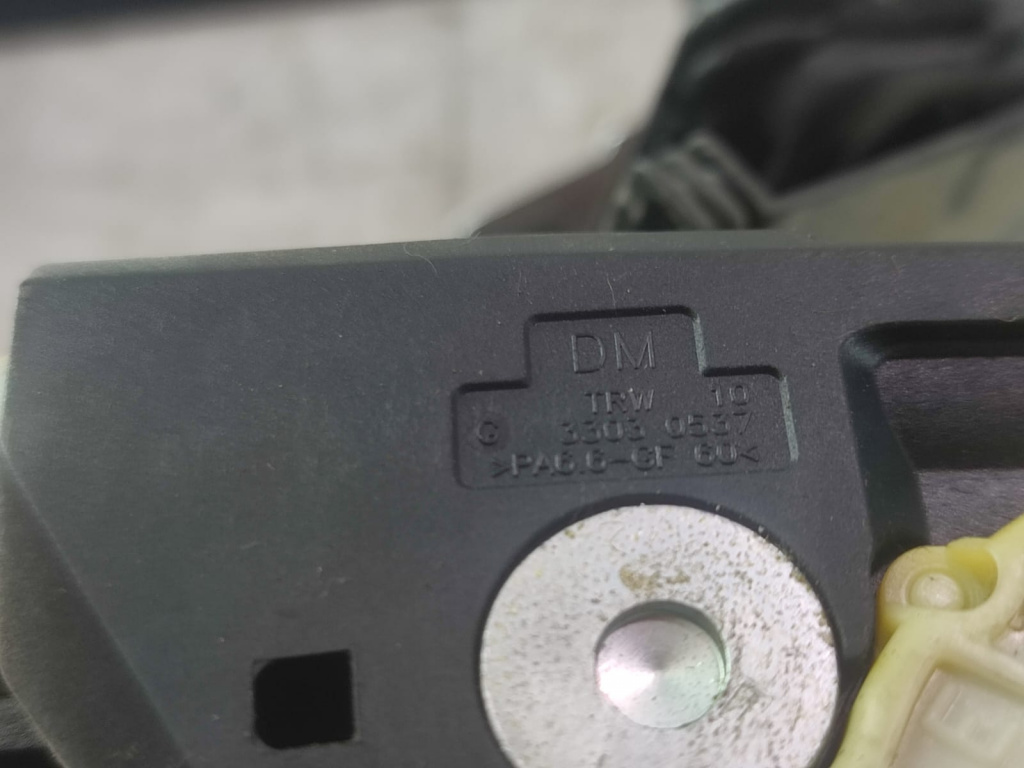 DM
TRW 10
G 3303 0537
>PA6.6-GF 60<